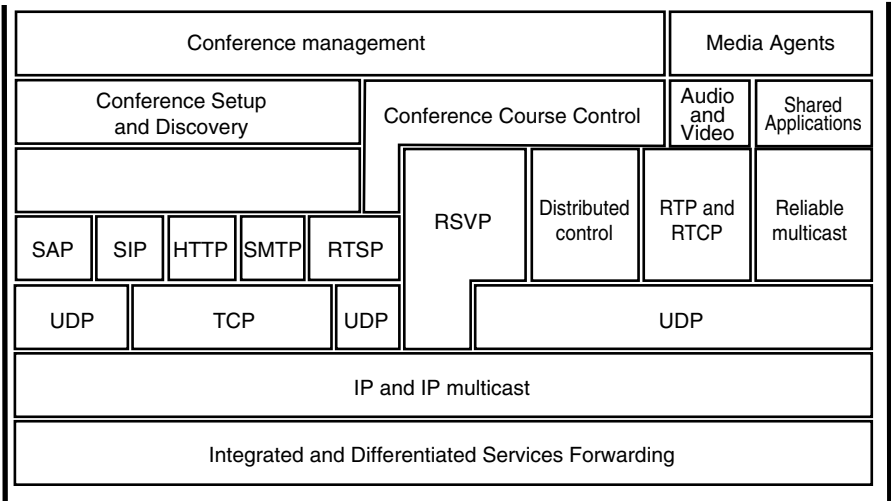 Conference management
Media Agents
Conference Setup
and Discovery
Conference Course Control
Audio
and
Video
Shared
Applications
RSVP
Distributed
control
RTP and
RTCP
Reliable
multicast
SAP
SIP
HTTP
SMTP
RTSP
UDP
TCP
UDP
UDP
IP and IP multicast
Integrated and Differentiated Services Forwarding